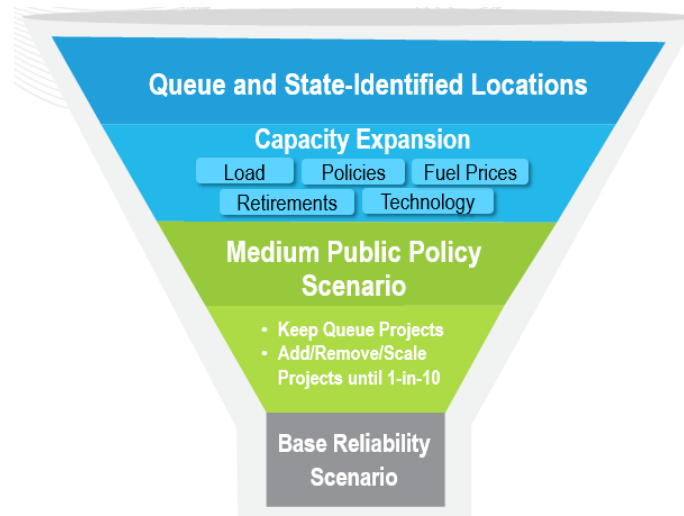 Queue and State-Identified Locations
Capacity Expansion
Load Policies Fuel Prices
Retirements Technology
Medium Public Policy
Scenario
• Keep Queue Projects
• Add/Remove/Scale
Projects until 1-in-10
Base Reliability
Scenario